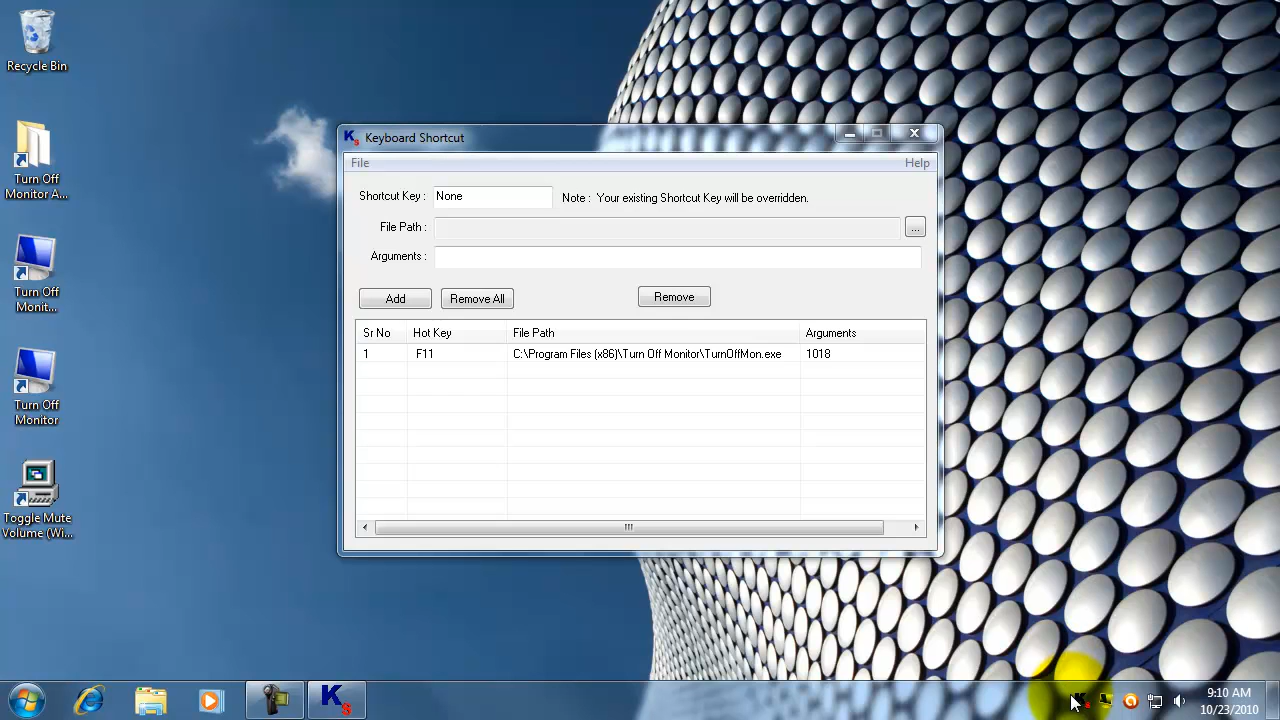 Recycle Bin
Turn Off
Monitor A...
Turn Off
Monit...
Turn Off
Monitor
Toggle Mute
Volume (Wi...
Ks Keyboard Shortcut
File Help
Shortcut Key : None Note : Your existing Shortcut Key will be overridden.
File Path : ...
Arguments :
Add Remove All Remove
Sr No Hot Key File Path Arguments
1 F11 C:\Program Files (x86)\Turn Off Monitor\TurnOffMon.exe 1018
Ks
9:10 AM
10/23/2010